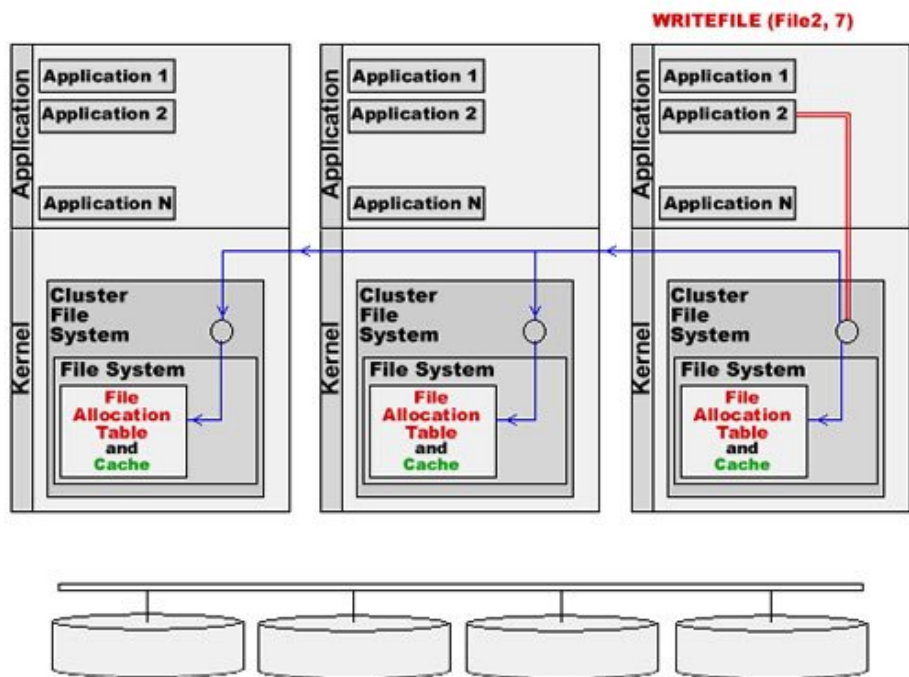 WRITEFILE (File2, 7)
Application
Application 1
Application 2
Application N
Kernel
Cluster
File
System
File System
File
Allocation
Table
and
Cache
Application
Application 1
Application 2
Application N
Kernel
Cluster
File
System
File System
File
Allocation
Table
and
Cache
Application
Application 1
Application 2
Application N
Kernel
Cluster
File
System
File System
File
Allocation
Table
and
Cache